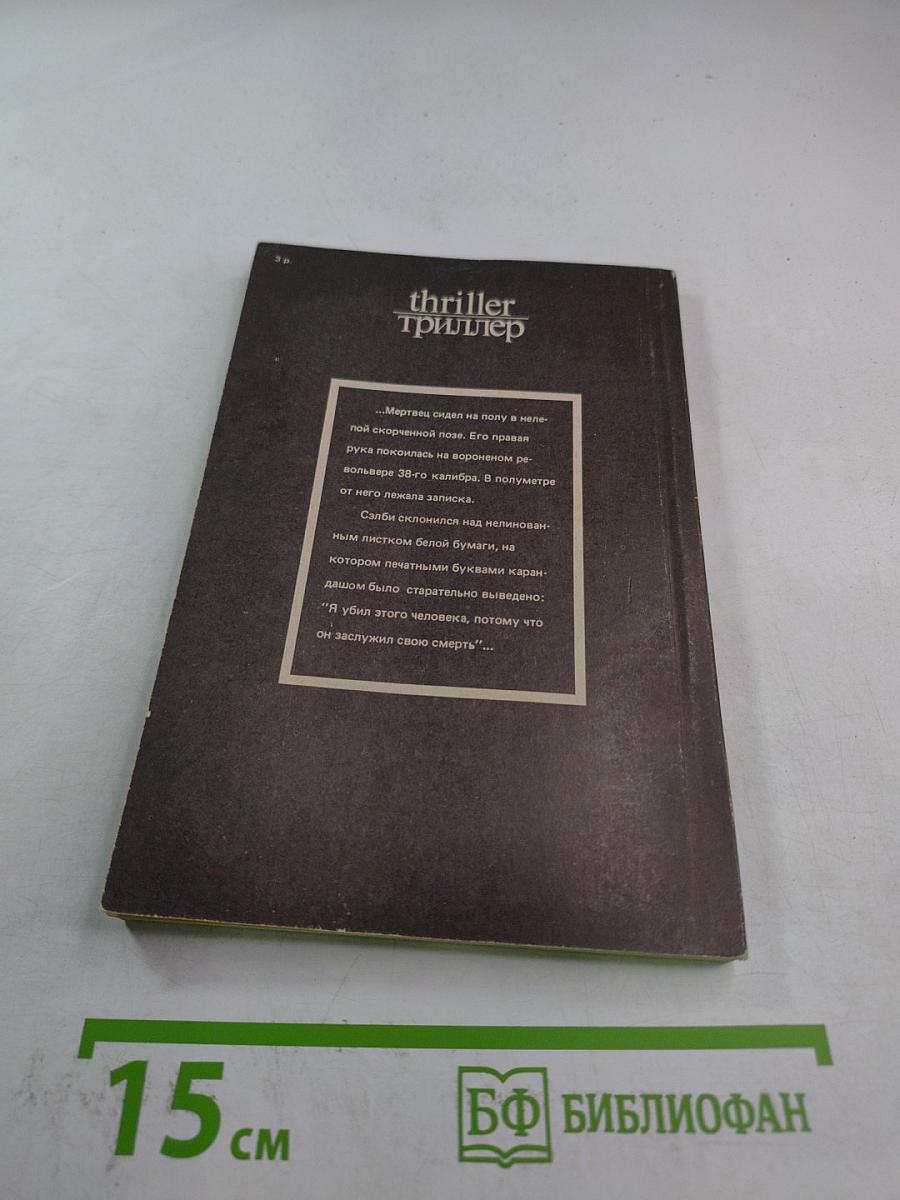 3 р.
thriller
триллер
...Мертвец сидел на полу в неле-
пой скорченной позе. Его правая
рука покоилась на вороненом ре-
вольвере 38-го калибра. В полуметре
от него лежала записка.
Сэлби склонился над нелинован-
ным листком белой бумаги, на
котором печатными буквами каран-
дашом было старательно выведено:
"Я убил этого человека, потому что
он заслужил свою смерть"...
15 см
БФ БИБЛИОФАН